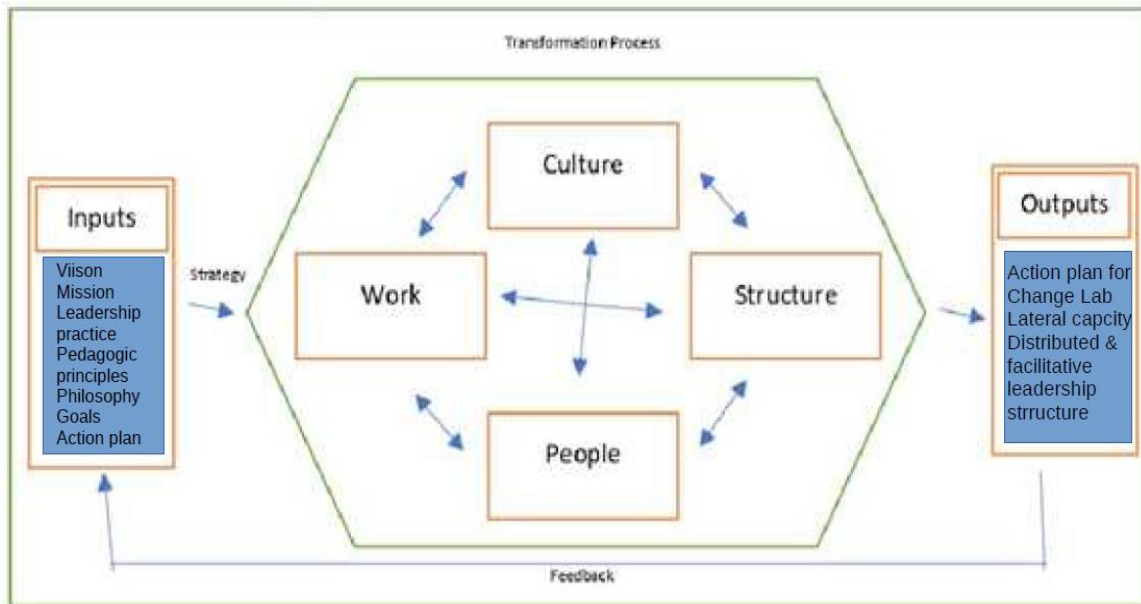 Transformation Process
Culture
Inputs
Outputs
Viison
Mission
Leadership
practice
Pedagogic
principles
Philosophy
Goals
Action plan
Strategy
Work
Structure
People
Action plan for
Change Lab
Lateral capcity
Distributed &
facilitative
leadership
strructure
Feedback